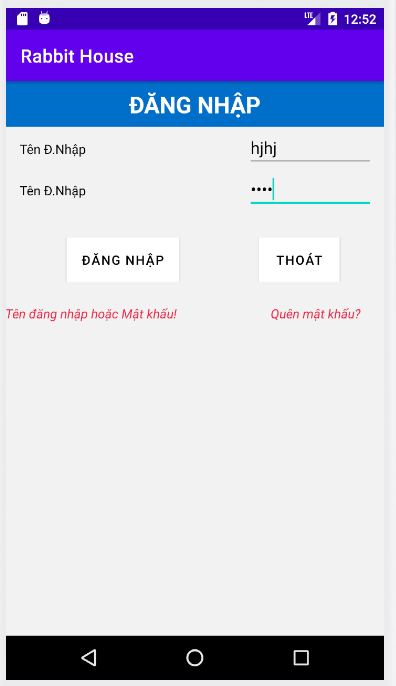 LTE 12:52
Rabbit House
ĐĂNG NHẬP
Tên Đ.Nhập hjhj
Tên Đ.Nhập ••••
ĐĂNG NHẬP THOÁT
Tên đăng nhập hoặc Mật khẩu! Quên mật khẩu?